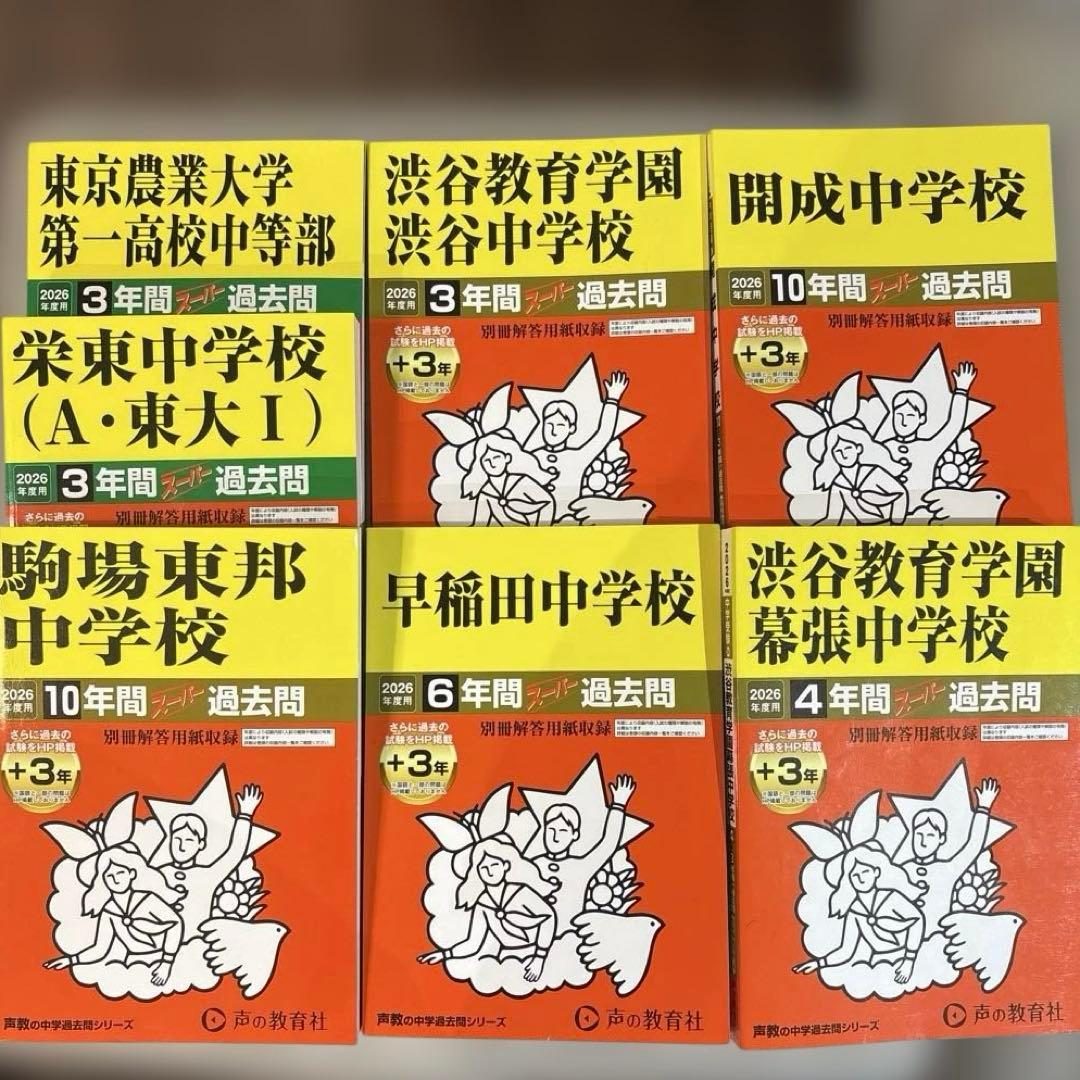 東京農業大学
第一高校中等部
2026
年度用
3年間スーパー過去問
渋谷教育学園
渋谷中学校
2026
年度用
3年間スーパー過去問
さらに過去の
試験をHP掲載
+3年
別冊解答用紙収録
開成中学校
2026
年度用
10年間スーパー過去問
さらに過去の
試験をHP掲載
+3年
別冊解答用紙収録
栄東中学校
(A・東大Ⅰ)
2026
年度用
3年間スーパー過去問
さらに過去の
別冊解答用紙収録
駒場東邦
中学校
2026
年度用
10年間スーパー過去問
さらに過去の
試験をHP掲載
+3年
別冊解答用紙収録
声教の中学過去問シリーズ
声の教育社
早稲田中学校
2026
年度用
6年間スーパー過去問
さらに過去の
試験をHP掲載
+3年
別冊解答用紙収録
声教の中学過去問シリーズ
声の教育社
渋谷教育学園
幕張中学校
2026
年度用
4年間スーパー過去問
さらに過去の
試験をHP掲載
+3年
別冊解答用紙収録
声教の中学過去問シリーズ
声の教育社